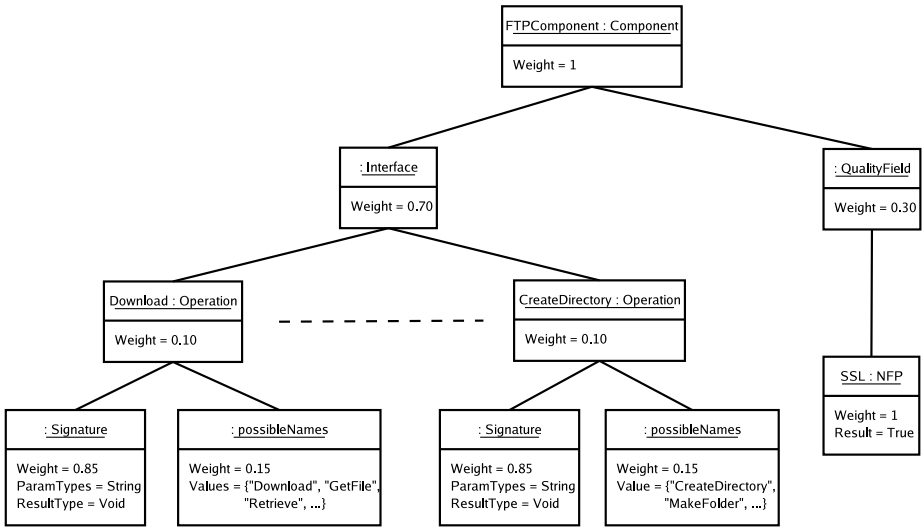 FTPComponent : Component
Weight = 1
: Interface
Weight = 0.70
: QualityField
Weight = 0.30
Download : Operation
Weight = 0.10
CreateDirectory : Operation
Weight = 0.10
SSL : NFP
Weight = 1
Result = True
: Signature
Weight = 0.85
ParamTypes = String
ResultType = Void
: possibleNames
Weight = 0.15
Values = {"Download", "GetFile",
"Retrieve", ...}
: Signature
Weight = 0.85
ParamTypes = String
ResultType = Void
: possibleNames
Weight = 0.15
Value = {"CreateDirectory",
"MakeFolder", ...}